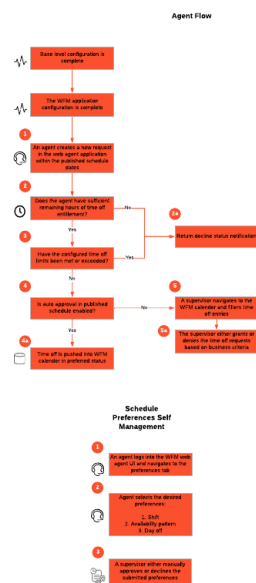 Agent Flow
Base level configuration is
complete
The WFM application
configuration is complete
1
An agent creates a new request
in the web agent application
within the published schedule
dates
2
Does the agent have sufficient
remaining hours of time off
entitlement?
No
2a
Return decline status notification
Yes
3
Have the configured time off
limits been met or exceeded?
Yes
No
4
Is auto approval in published
schedule enabled?
No
5
A supervisor navigates to the
WFM calendar and filters time
off entries
Yes
5a
The supervisor either grants or
denies the time off requests
based on business criteria
4a
Time off is pushed into WFM
calendar in preferred status
Schedule
Preferences Self
Management
1
An agent logs into the WFM web
agent UI and navigates to the
preferences tab
2
Agent selects the desired
preferences:
1. Shift
2. Availability pattern
3. Day off
3
A supervisor either manually
approves or declines the
submitted preferences